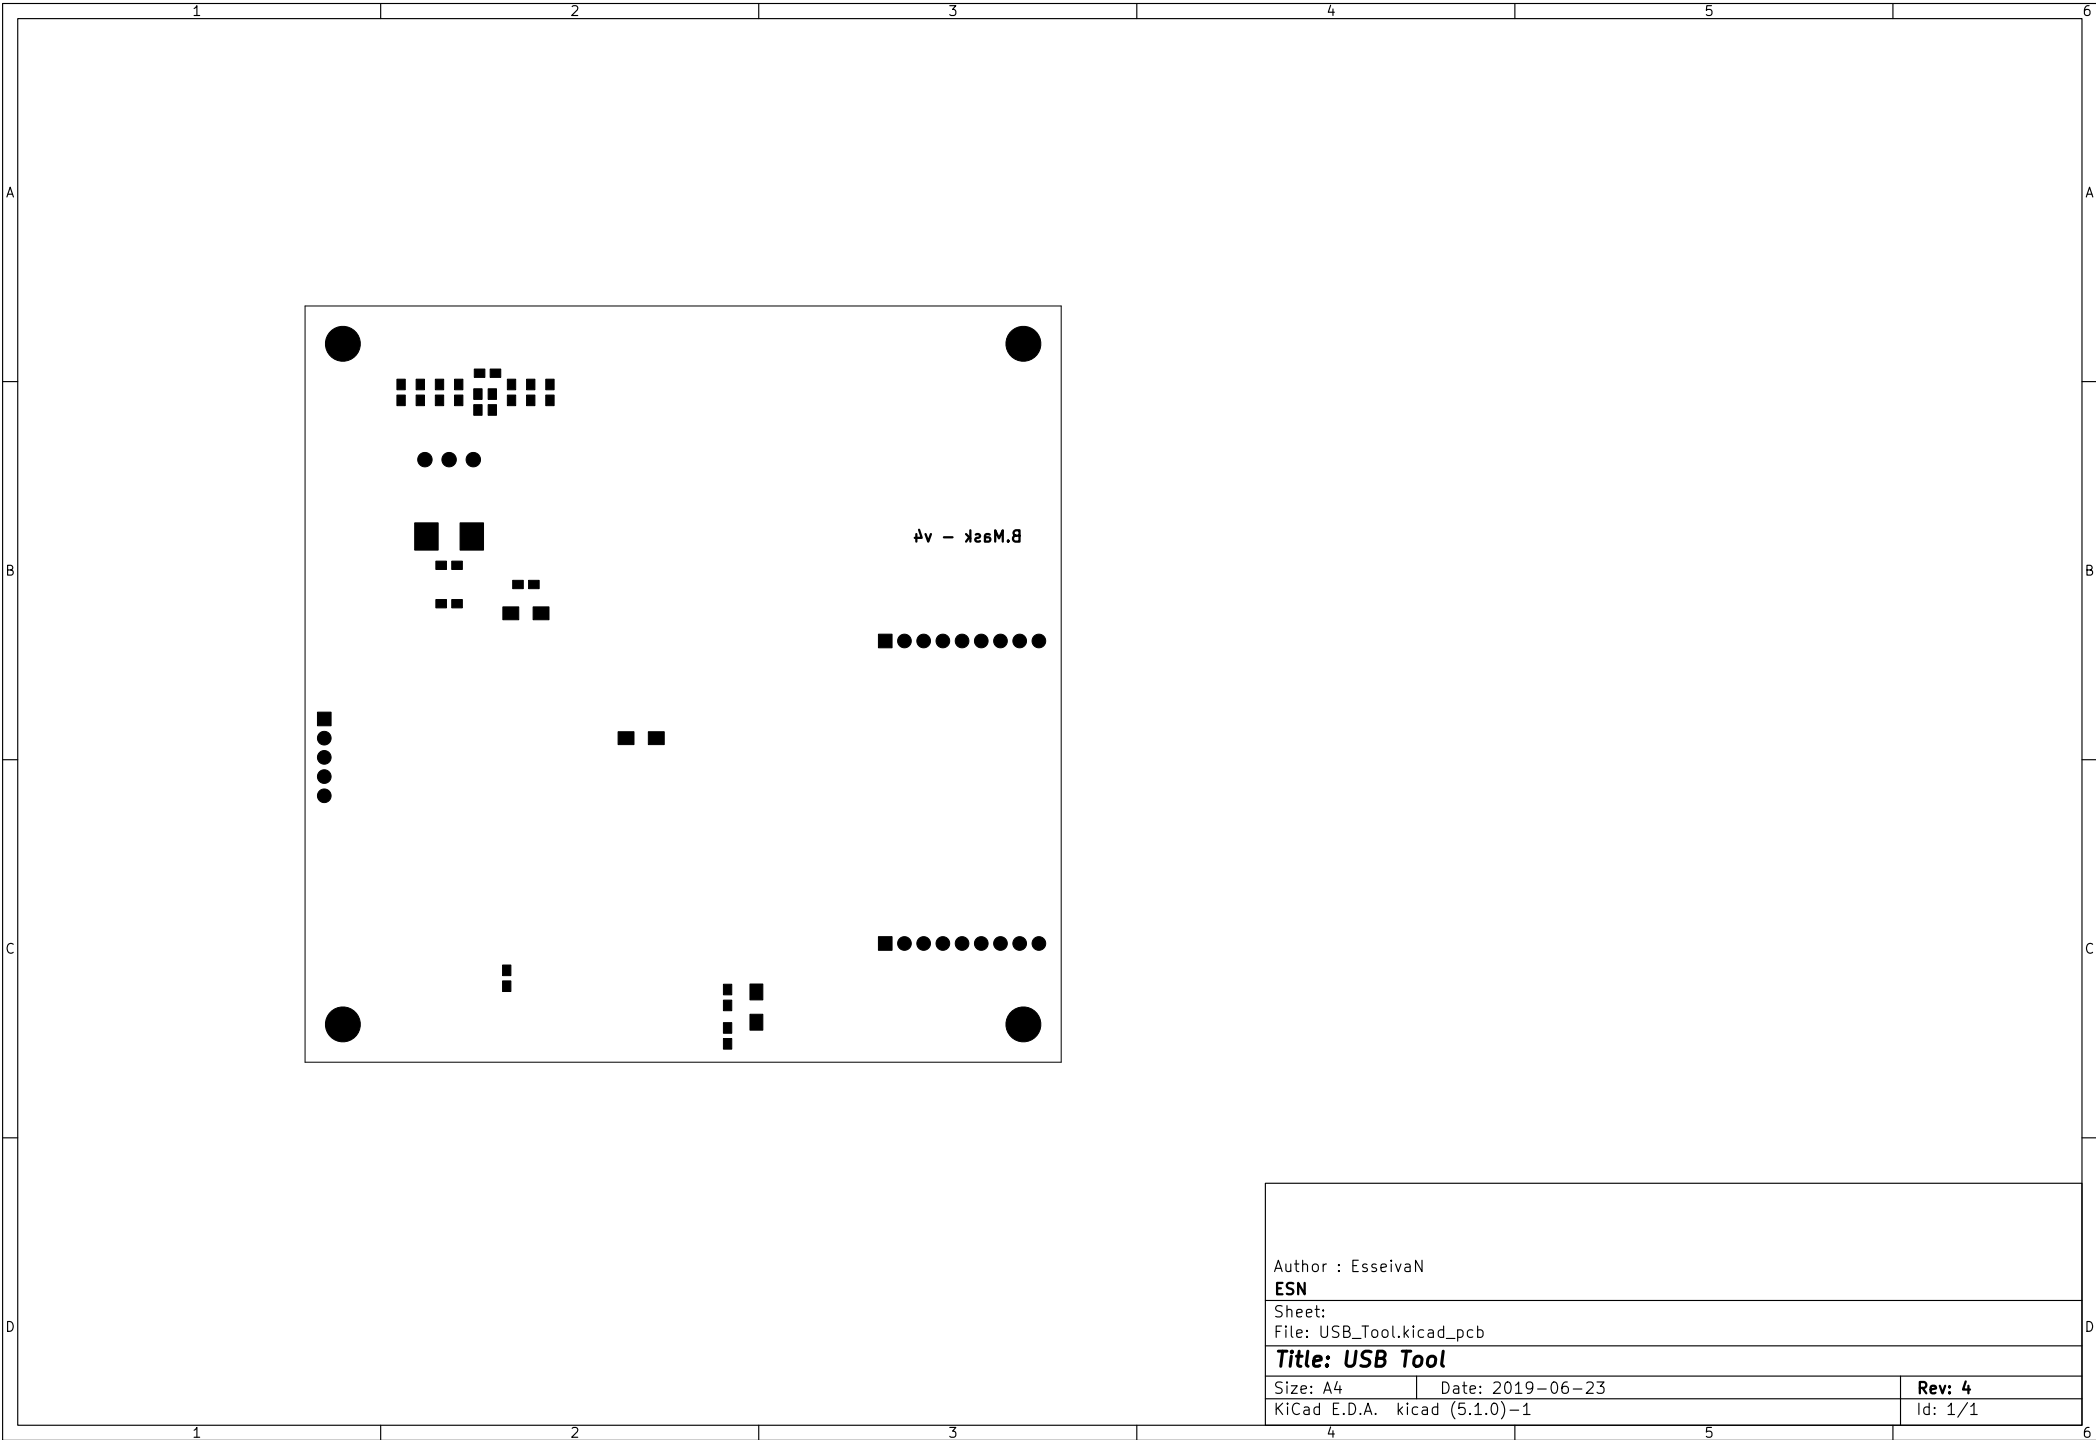 1 2 3 4 5 6
A A
B.Mask - v4
B B
C C
Author : EsseivaN
ESN
Sheet:
File: USB_Tool.kicad_pcb
D D
Title: USB Tool
Size: A4 Date: 2019-06-23 Rev: 4
KiCad E.D.A. kicad (5.1.0)-1 Id: 1/1
1 2 3 4 5 6